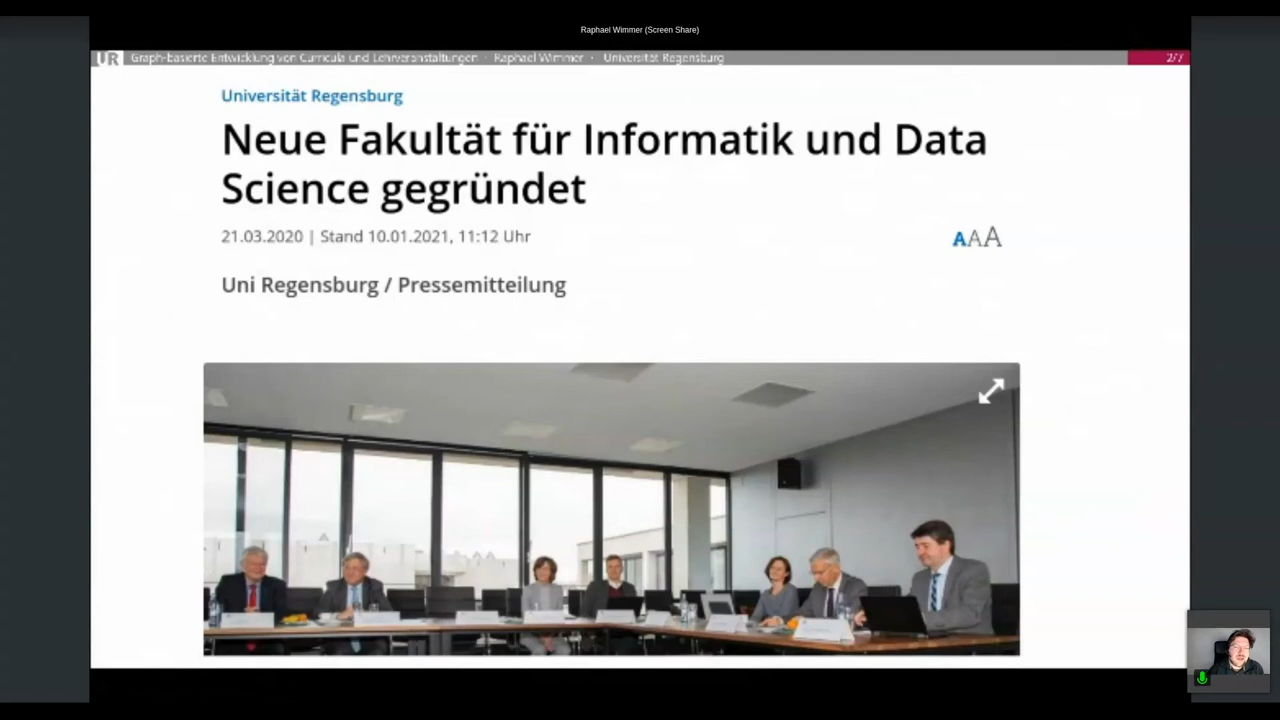 Raphael Wimmer (Screen Share)
UR Graph-basierte Entwicklung von Curricula und Lehrveranstaltungen · Raphael Wimmer · Universität Regensburg 2/7
Universität Regensburg
Neue Fakultät für Informatik und Data
Science gegründet
21.03.2020 | Stand 10.01.2021, 11:12 Uhr
AAA
Uni Regensburg / Pressemitteilung